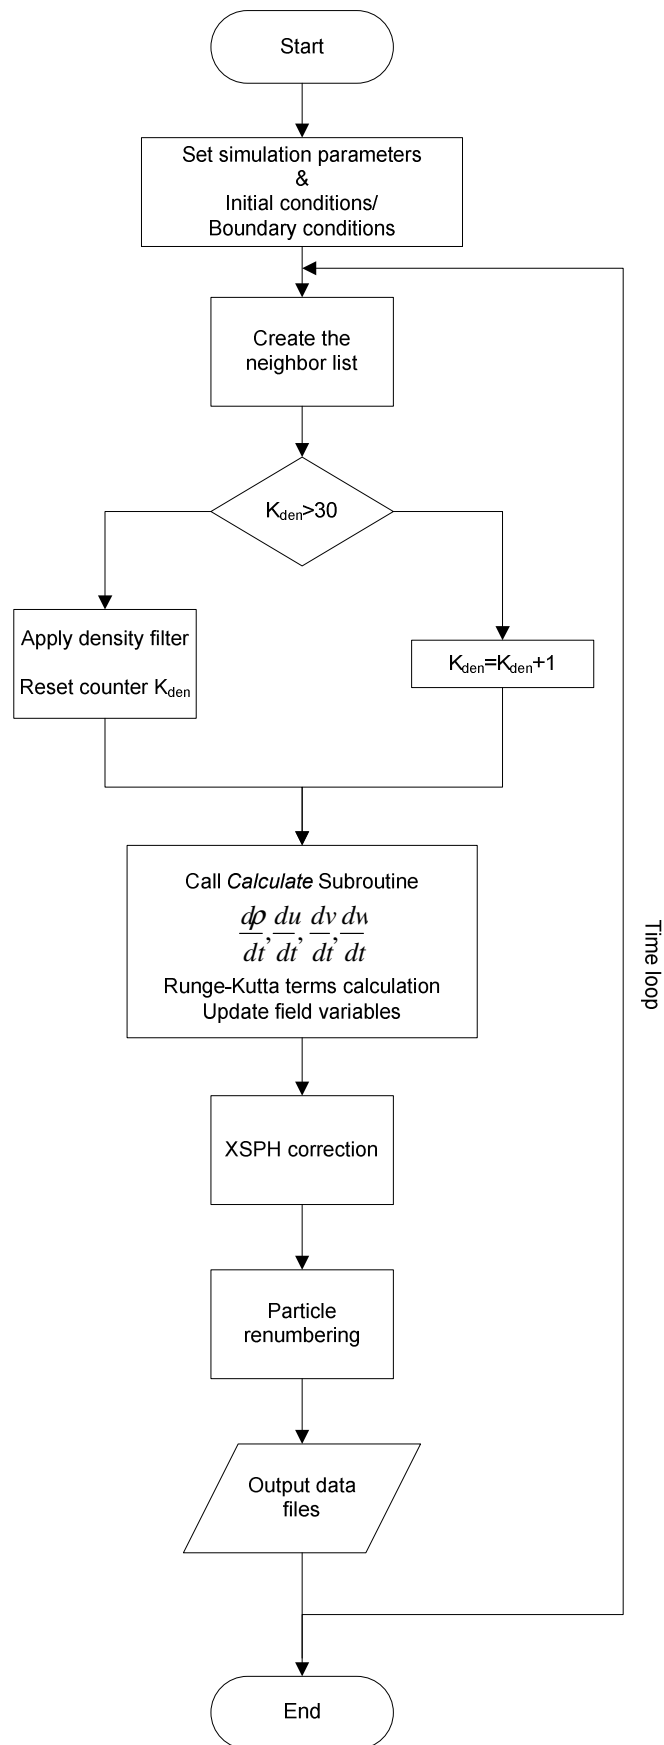 Start
Set simulation parameters
&
Initial conditions/
Boundary conditions
Create the
neighbor list
K_den>30
Apply density filter
Reset counter K_den
K_den=K_den+1
Call Calculate Subroutine
dρ/dt, du/dt, dv/dt, dw/dt
Runge-Kutta terms calculation
Update field variables
Time loop
XSPH correction
Particle
renumbering
Output data
files
End